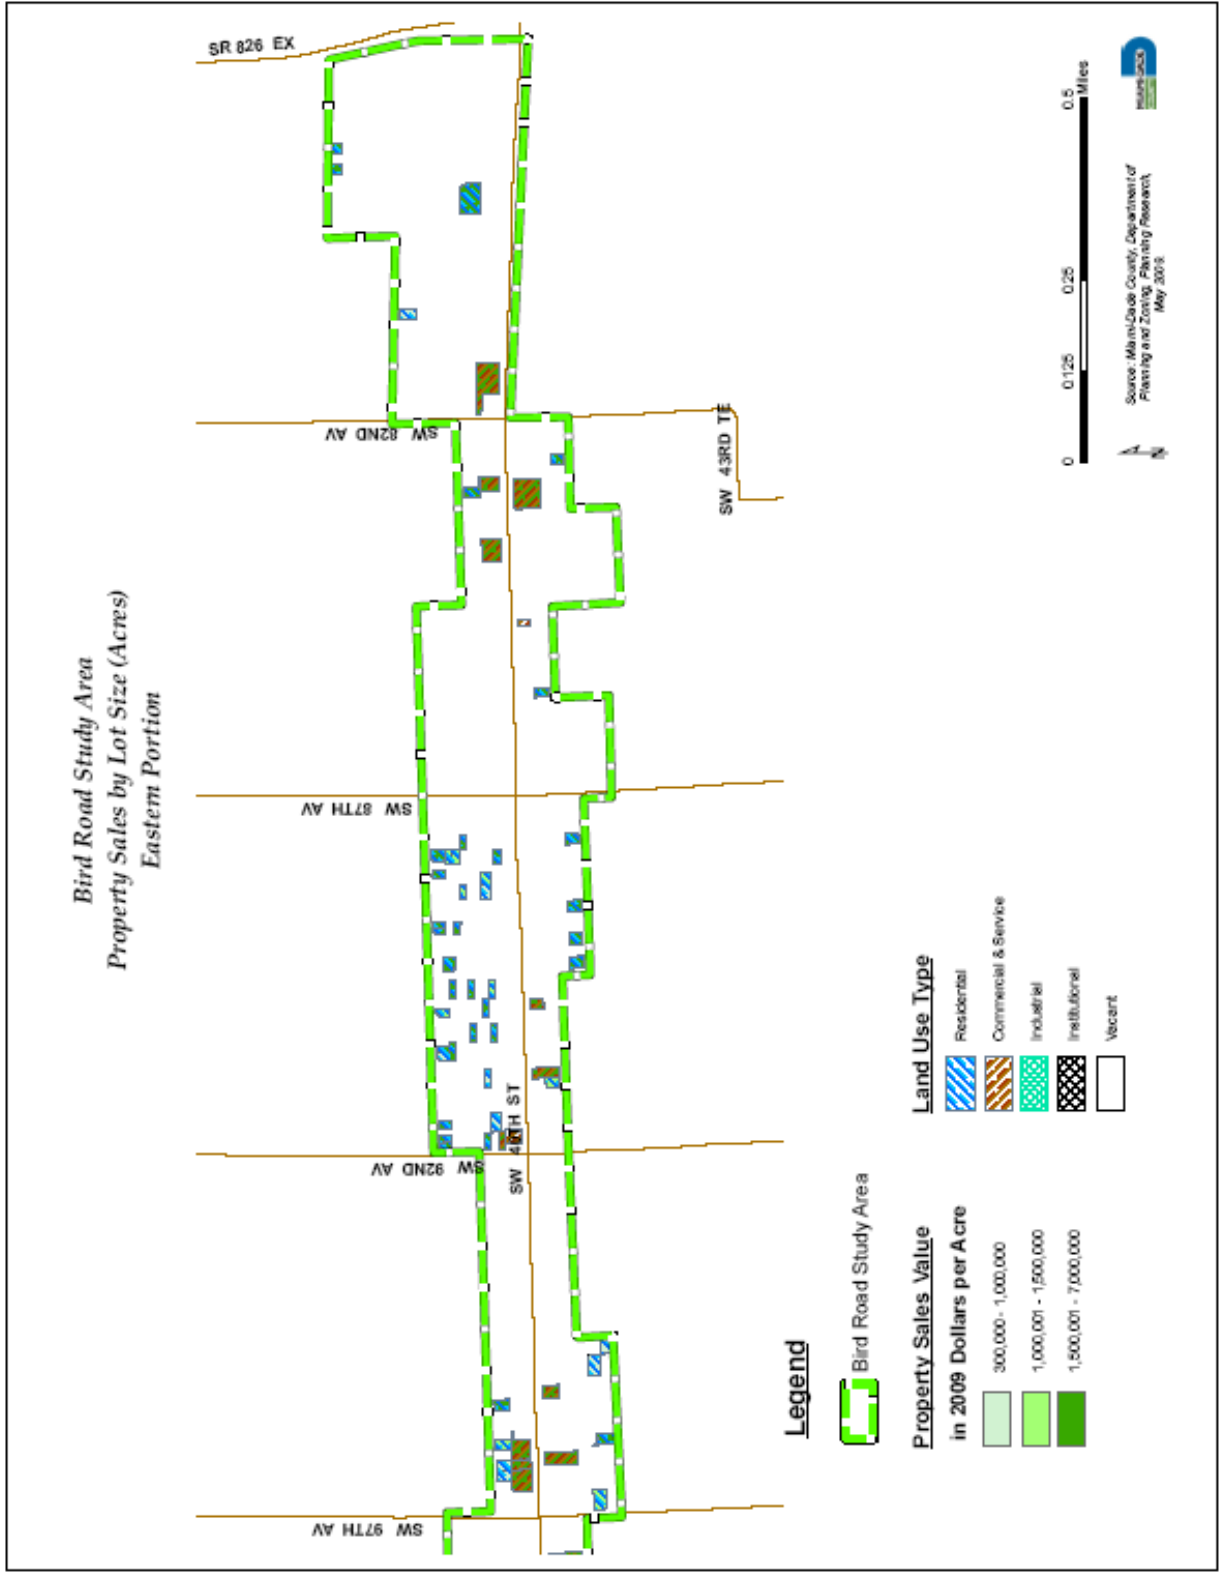 Bird Road Study Area
Property Sales by Lot Size (Acres)
Eastern Portion
SW 97TH AV
SW 92ND AV
SW 87TH AV
SW 82ND AV
SR 826 EX
SW 40TH ST
SW 43RD TE
Legend
Bird Road Study Area
Property Sales Value
in 2009 Dollars per Acre
300,000 - 1,000,000
1,000,001 - 1,500,000
1,500,001 - 7,000,000
Land Use Type
Residential
Commercial & Service
Industrial
Institutional
Vacant
0 0.125 0.25 0.5
Miles
Source: Miami-Dade County, Department of
Planning and Zoning, Planning Research,
May 2009.
N
MIAMI-DADE
COUNTY